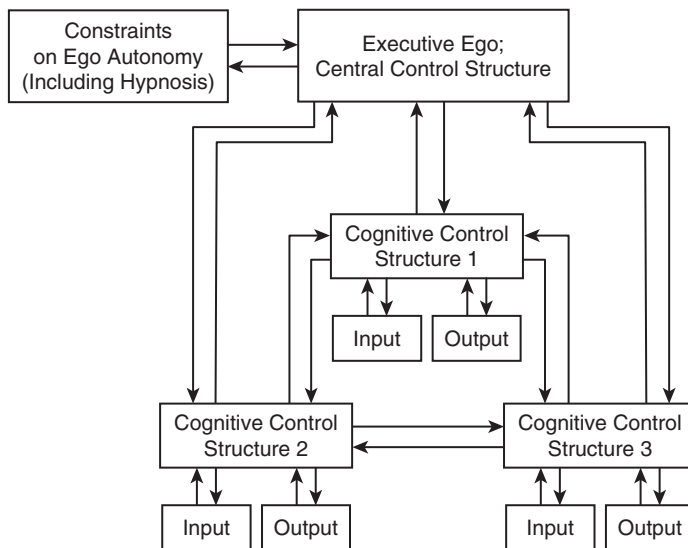 Constraints
on Ego Autonomy
(Including Hypnosis)
Executive Ego;
Central Control Structure
Cognitive Control
Structure 1
Input
Output
Cognitive Control
Structure 2
Cognitive Control
Structure 3
Input
Output
Input
Output